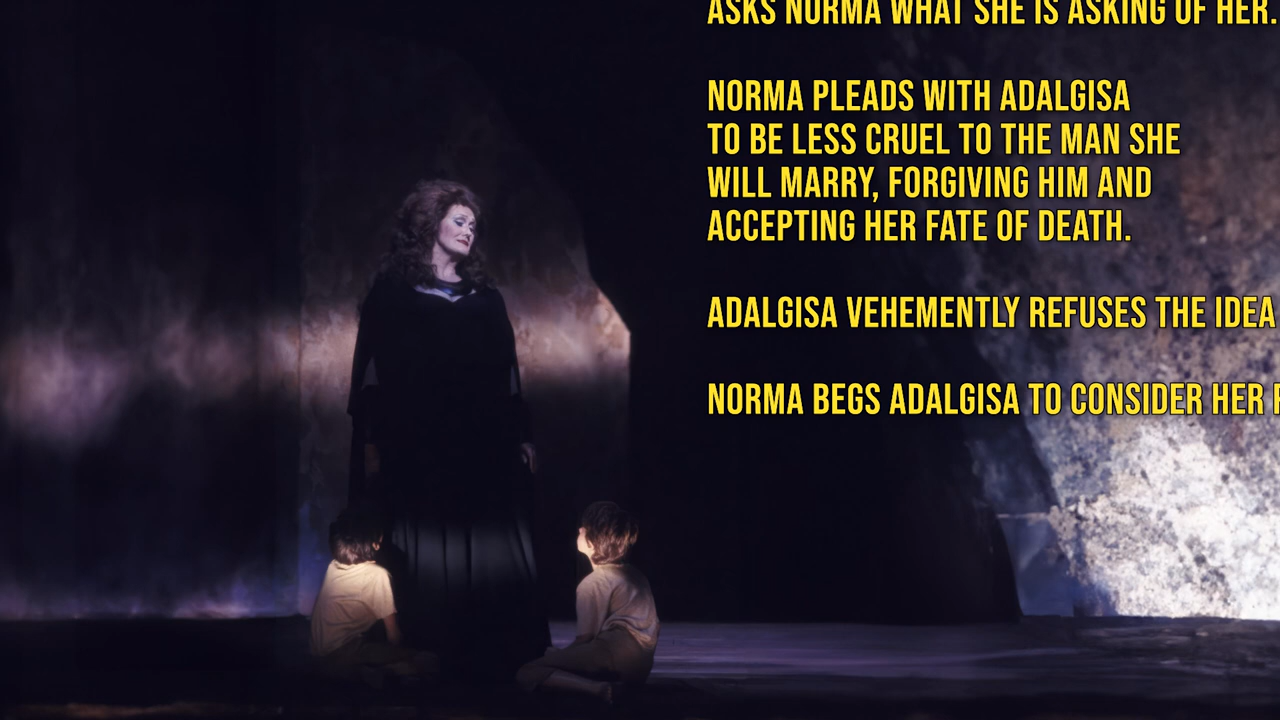 ASKS NORMA WHAT SHE IS ASKING OF HER.
NORMA PLEADS WITH ADALGISA
TO BE LESS CRUEL TO THE MAN SHE
WILL MARRY, FORGIVING HIM AND
ACCEPTING HER FATE OF DEATH.
ADALGISA VEHEMENTLY REFUSES THE IDEA
NORMA BEGS ADALGISA TO CONSIDER HER